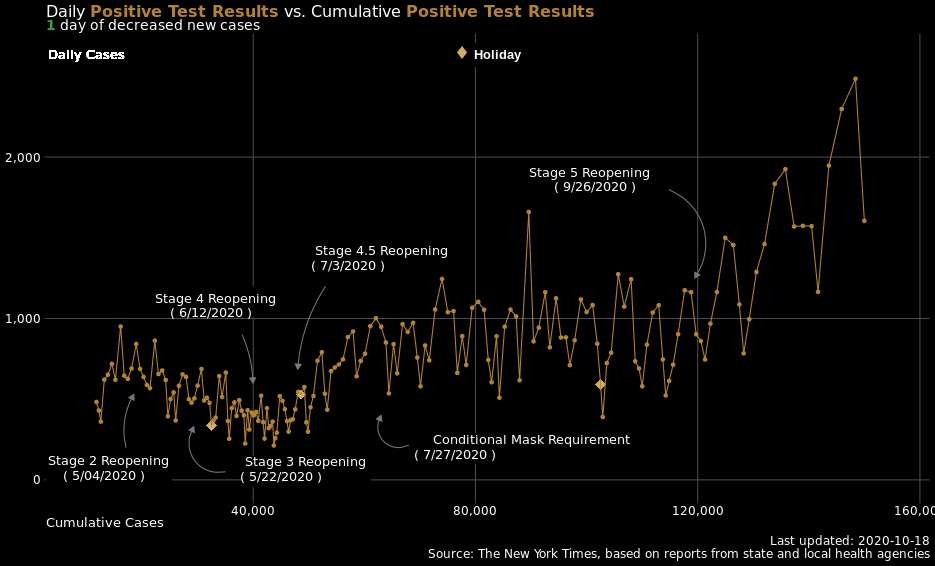 Daily Positive Test Results vs. Cumulative Positive Test Results
1 day of decreased new cases
Daily Cases
Holiday
2,000
Stage 5 Reopening
( 9/26/2020 )
Stage 4.5 Reopening
( 7/3/2020 )
Stage 4 Reopening
( 6/12/2020 )
1,000
Conditional Mask Requirement
( 7/27/2020 )
Stage 2 Reopening
( 5/04/2020 )
Stage 3 Reopening
( 5/22/2020 )
0
40,000
80,000
120,000
160,00
Cumulative Cases
Last updated: 2020-10-18
Source: The New York Times, based on reports from state and local health agencies